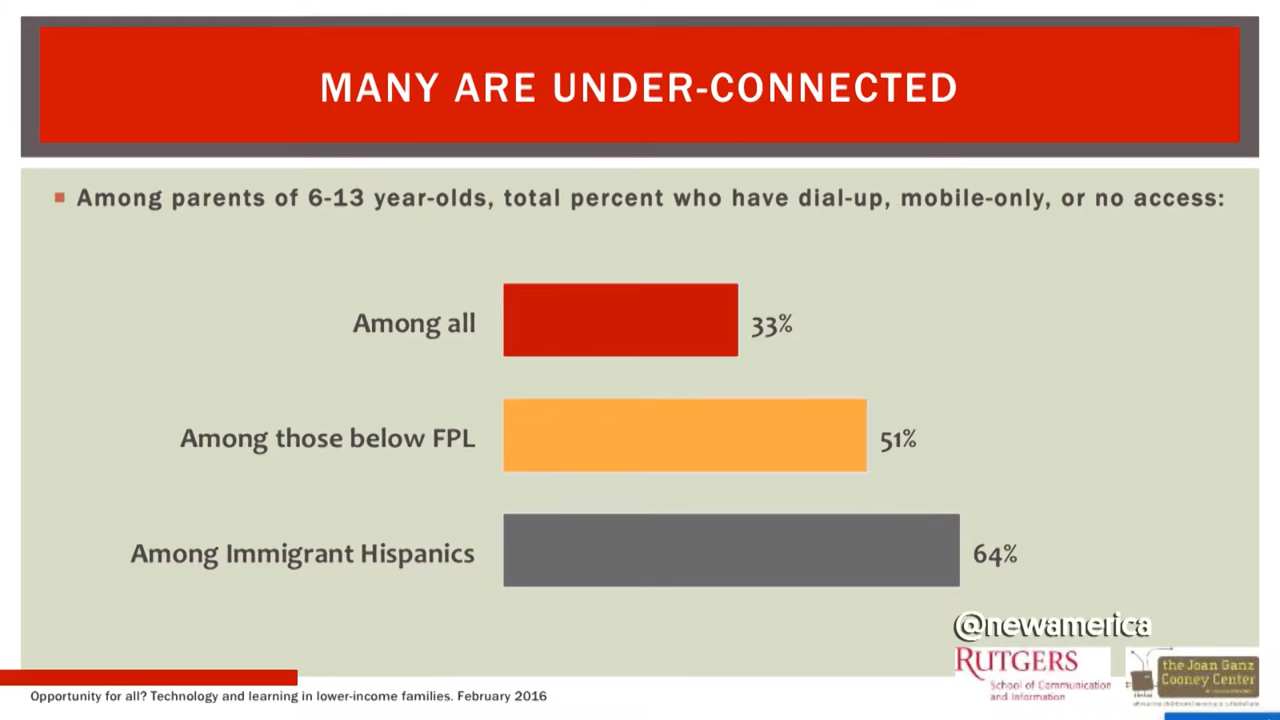 MANY ARE UNDER-CONNECTED
Among parents of 6-13 year-olds, total percent who have dial-up, mobile-only, or no access:
Among all 33%
Among those below FPL 51%
Among Immigrant Hispanics 64%
@newamerica
RUTGERS
School of Communication
and Information
the Joan Ganz
Cooney Center
Opportunity for all? Technology and learning in lower-income families. February 2016